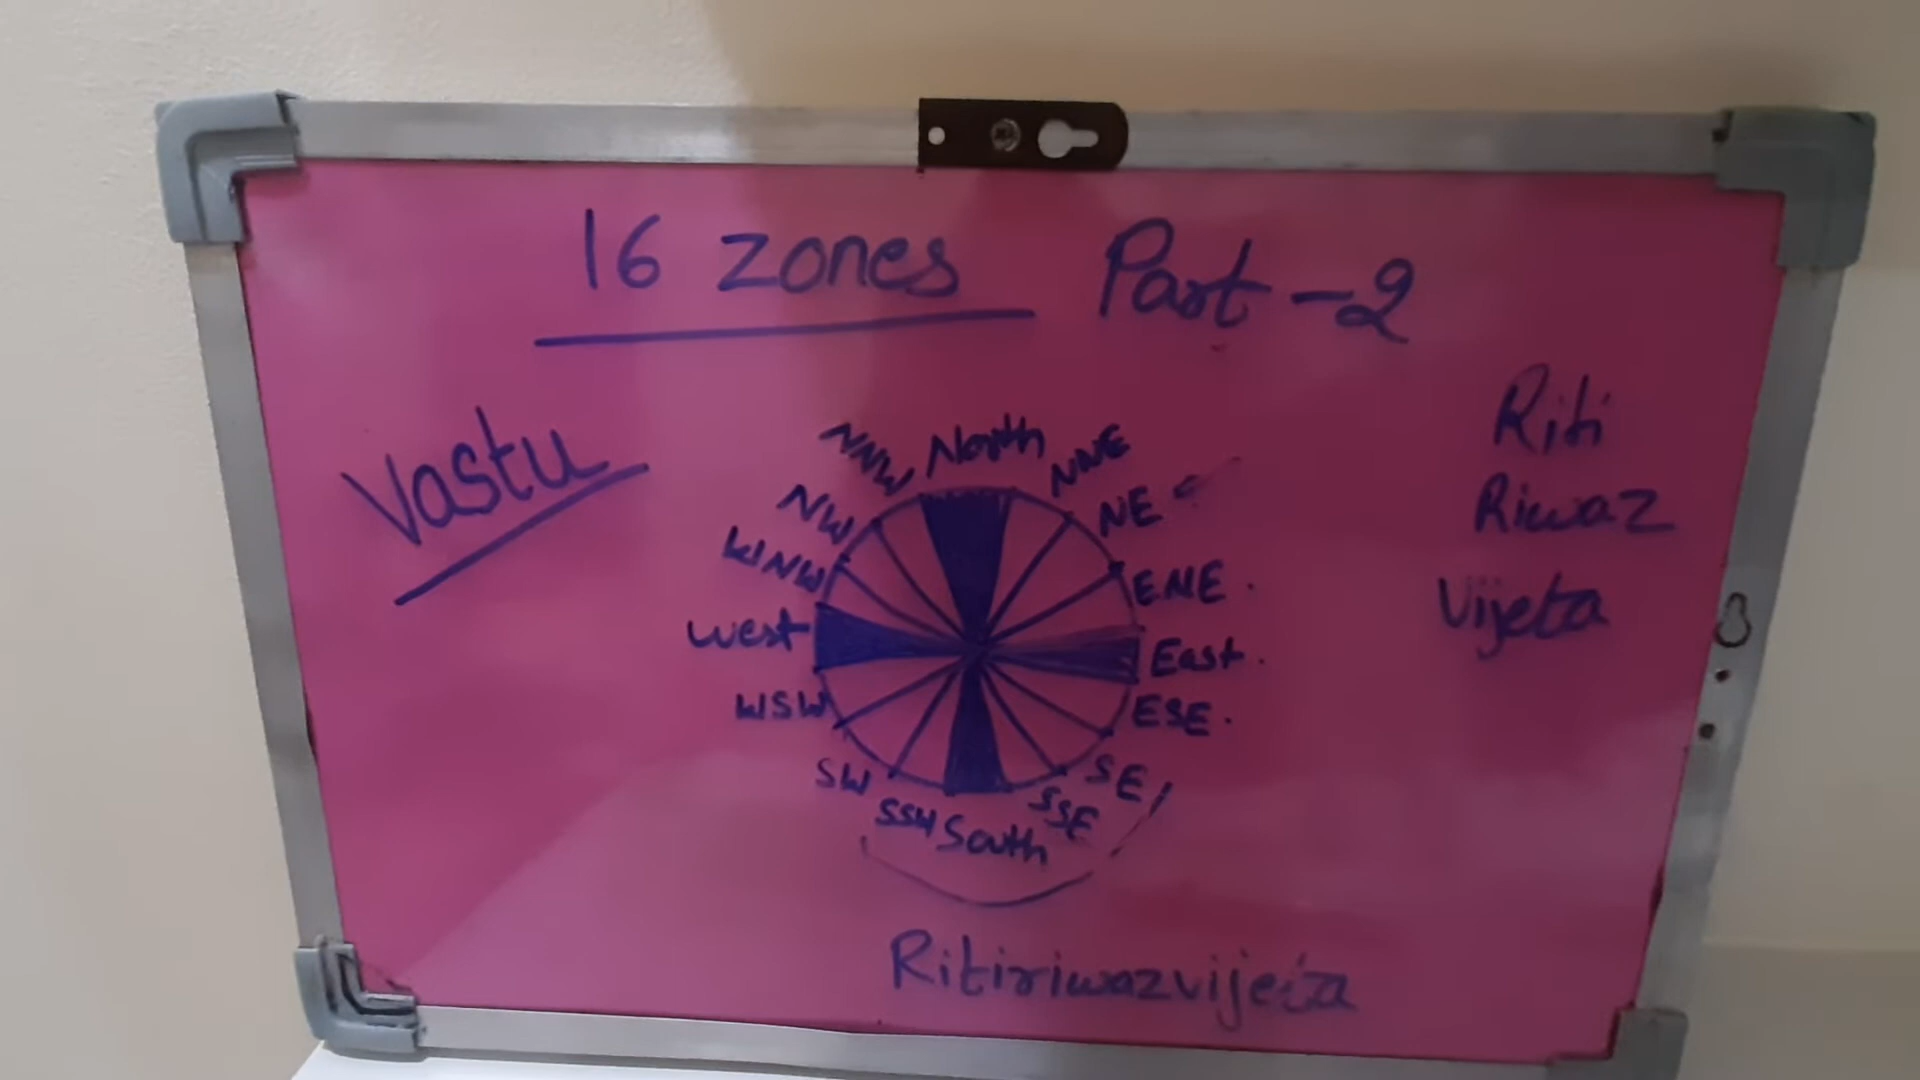 16 Zones Part-2
Vastu
Riti
Riwaz
Vijeta
NNW North NNE
NW NE
WNW ENE
West East
WSW ESE
SW SE
SSW South SSE
Ritiriwazvijeta